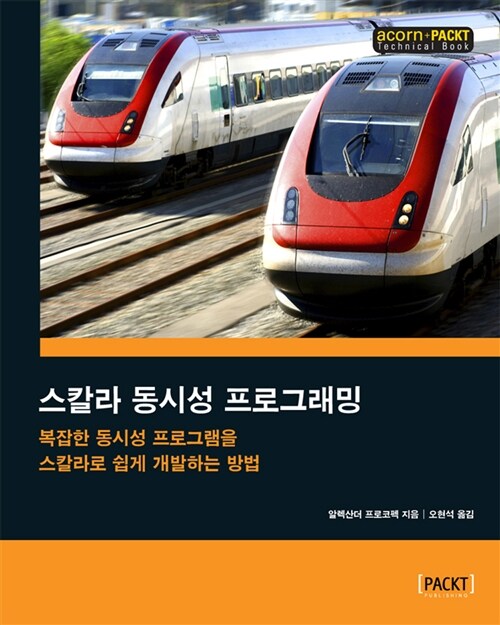 acorn+PACKT
Technical Book
스칼라 동시성 프로그래밍
복잡한 동시성 프로그램을
스칼라로 쉽게 개발하는 방법
알렉산더 프로코펙 지음 | 오현석 옮김
[PACKT]
PUBLISHING